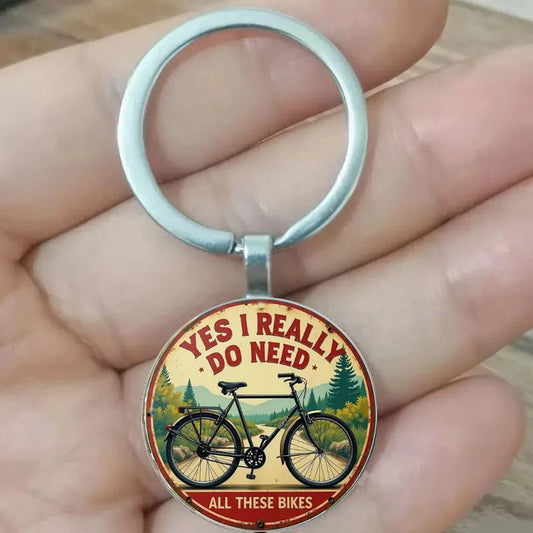 YES I REALLY
DO NEED
ALL THESE BIKES